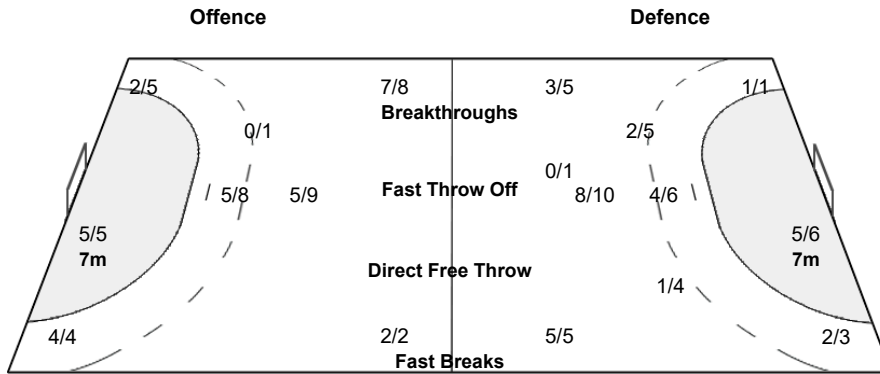 Offence Defence
2/5 7/8 3/5 1/1
Breakthroughs
0/1 2/5
0/1
Fast Throw Off
5/8 5/9 8/10 4/6
5/5 5/6
7m 7m
Direct Free Throw
1/4
4/4 2/2 5/5 2/3
Fast Breaks